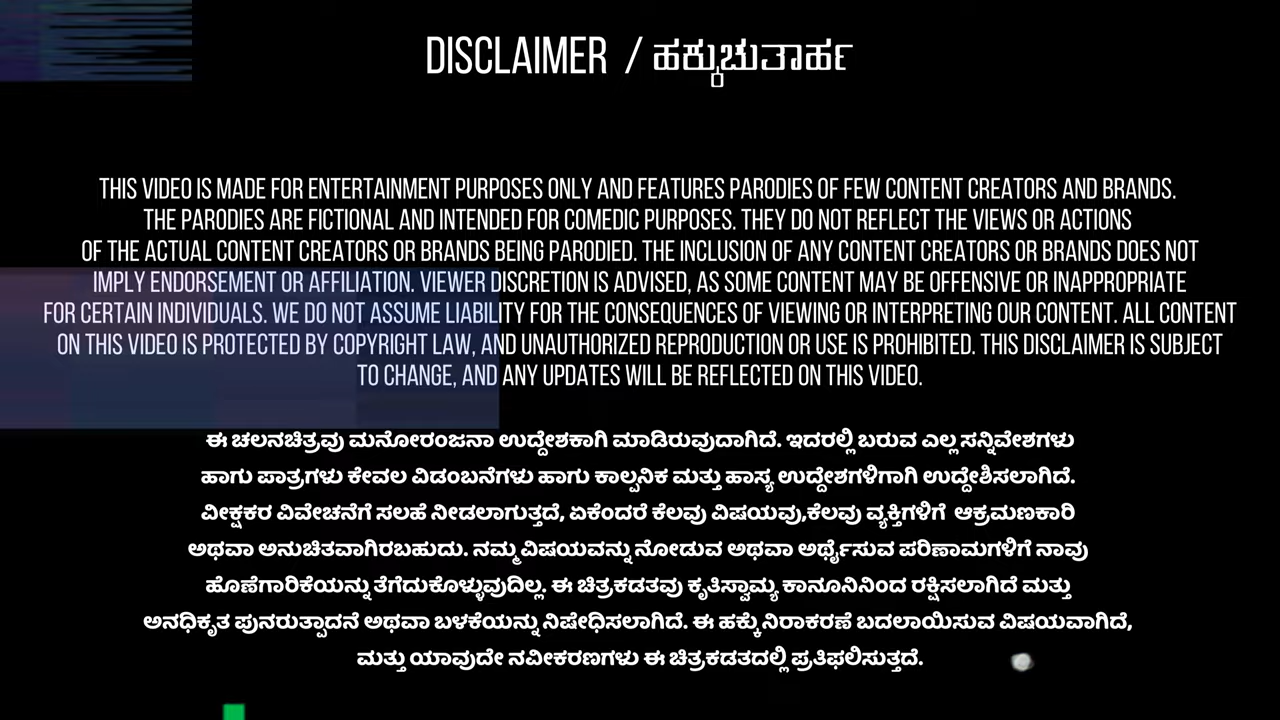 DISCLAIMER / ಹಕ್ಕುಚುತಾರ್ಹ
THIS VIDEO IS MADE FOR ENTERTAINMENT PURPOSES ONLY AND FEATURES PARODIES OF FEW CONTENT CREATORS AND BRANDS.
THE PARODIES ARE FICTIONAL AND INTENDED FOR COMEDIC PURPOSES. THEY DO NOT REFLECT THE VIEWS OR ACTIONS
OF THE ACTUAL CONTENT CREATORS OR BRANDS BEING PARODIED. THE INCLUSION OF ANY CONTENT CREATORS OR BRANDS DOES NOT
IMPLY ENDORSEMENT OR AFFILIATION. VIEWER DISCRETION IS ADVISED, AS SOME CONTENT MAY BE OFFENSIVE OR INAPPROPRIATE
FOR CERTAIN INDIVIDUALS. WE DO NOT ASSUME LIABILITY FOR THE CONSEQUENCES OF VIEWING OR INTERPRETING OUR CONTENT. ALL CONTENT
ON THIS VIDEO IS PROTECTED BY COPYRIGHT LAW, AND UNAUTHORIZED REPRODUCTION OR USE IS PROHIBITED. THIS DISCLAIMER IS SUBJECT
TO CHANGE, AND ANY UPDATES WILL BE REFLECTED ON THIS VIDEO.
ಈ ಚಲನಚಿತ್ರವು ಮನೋರಂಜನಾ ಉದ್ದೇಶಕಾಗಿ ಮಾಡಿರುವುದಾಗಿದೆ. ಇದರಲ್ಲಿ ಬರುವ ಎಲ್ಲ ಸನ್ನಿವೇಶಗಳು
ಹಾಗು ಪಾತ್ರಗಳು ಕೇವಲ ವಿಡಂಬನೆಗಳು ಹಾಗು ಕಾಲ್ಪನಿಕ ಮತ್ತು ಹಾಸ್ಯ ಉದ್ದೇಶಗಳಿಗಾಗಿ ಉದ್ದೇಶಿಸಲಾಗಿದೆ.
ವೀಕ್ಷಕರ ವಿವೇಚನೆಗೆ ಸಲಹೆ ನೀಡಲಾಗುತ್ತದೆ, ಏಕೆಂದರೆ ಕೆಲವು ವಿಷಯವು,ಕೆಲವು ವ್ಯಕ್ತಿಗಳಿಗೆ ಆಕ್ರಮಣಕಾರಿ
ಅಥವಾ ಅನುಚಿತವಾಗಿರಬಹುದು. ನಮ್ಮ ವಿಷಯವನ್ನು ನೋಡುವ ಅಥವಾ ಅರ್ಥೈಸುವ ಪರಿಣಾಮಗಳಿಗೆ ನಾವು
ಹೊಣೆಗಾರಿಕೆಯನ್ನು ತೆಗೆದುಕೊಳ್ಳುವುದಿಲ್ಲ. ಈ ಚಿತ್ರಕಡತವು ಕೃತಿಸ್ವಾಮ್ಯ ಕಾನೂನಿನಿಂದ ರಕ್ಷಿಸಲಾಗಿದೆ ಮತ್ತು
ಅನಧಿಕೃತ ಪುನರುತ್ಪಾದನೆ ಅಥವಾ ಬಳಕೆಯನ್ನು ನಿಷೇಧಿಸಲಾಗಿದೆ. ಈ ಹಕ್ಕು ನಿರಾಕರಣೆ ಬದಲಾಯಿಸುವ ವಿಷಯವಾಗಿದೆ,
ಮತ್ತು ಯಾವುದೇ ನವೀಕರಣಗಳು ಈ ಚಿತ್ರಕಡತದಲ್ಲಿ ಪ್ರತಿಫಲಿಸುತ್ತದೆ.